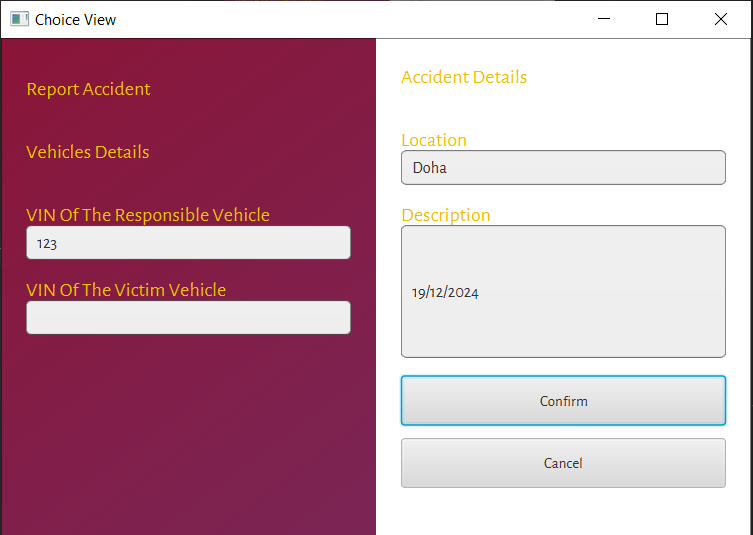 Choice View
Report Accident
Vehicles Details
VIN Of The Responsible Vehicle
123
VIN Of The Victim Vehicle
Accident Details
Location
Doha
Description
19/12/2024
Confirm
Cancel